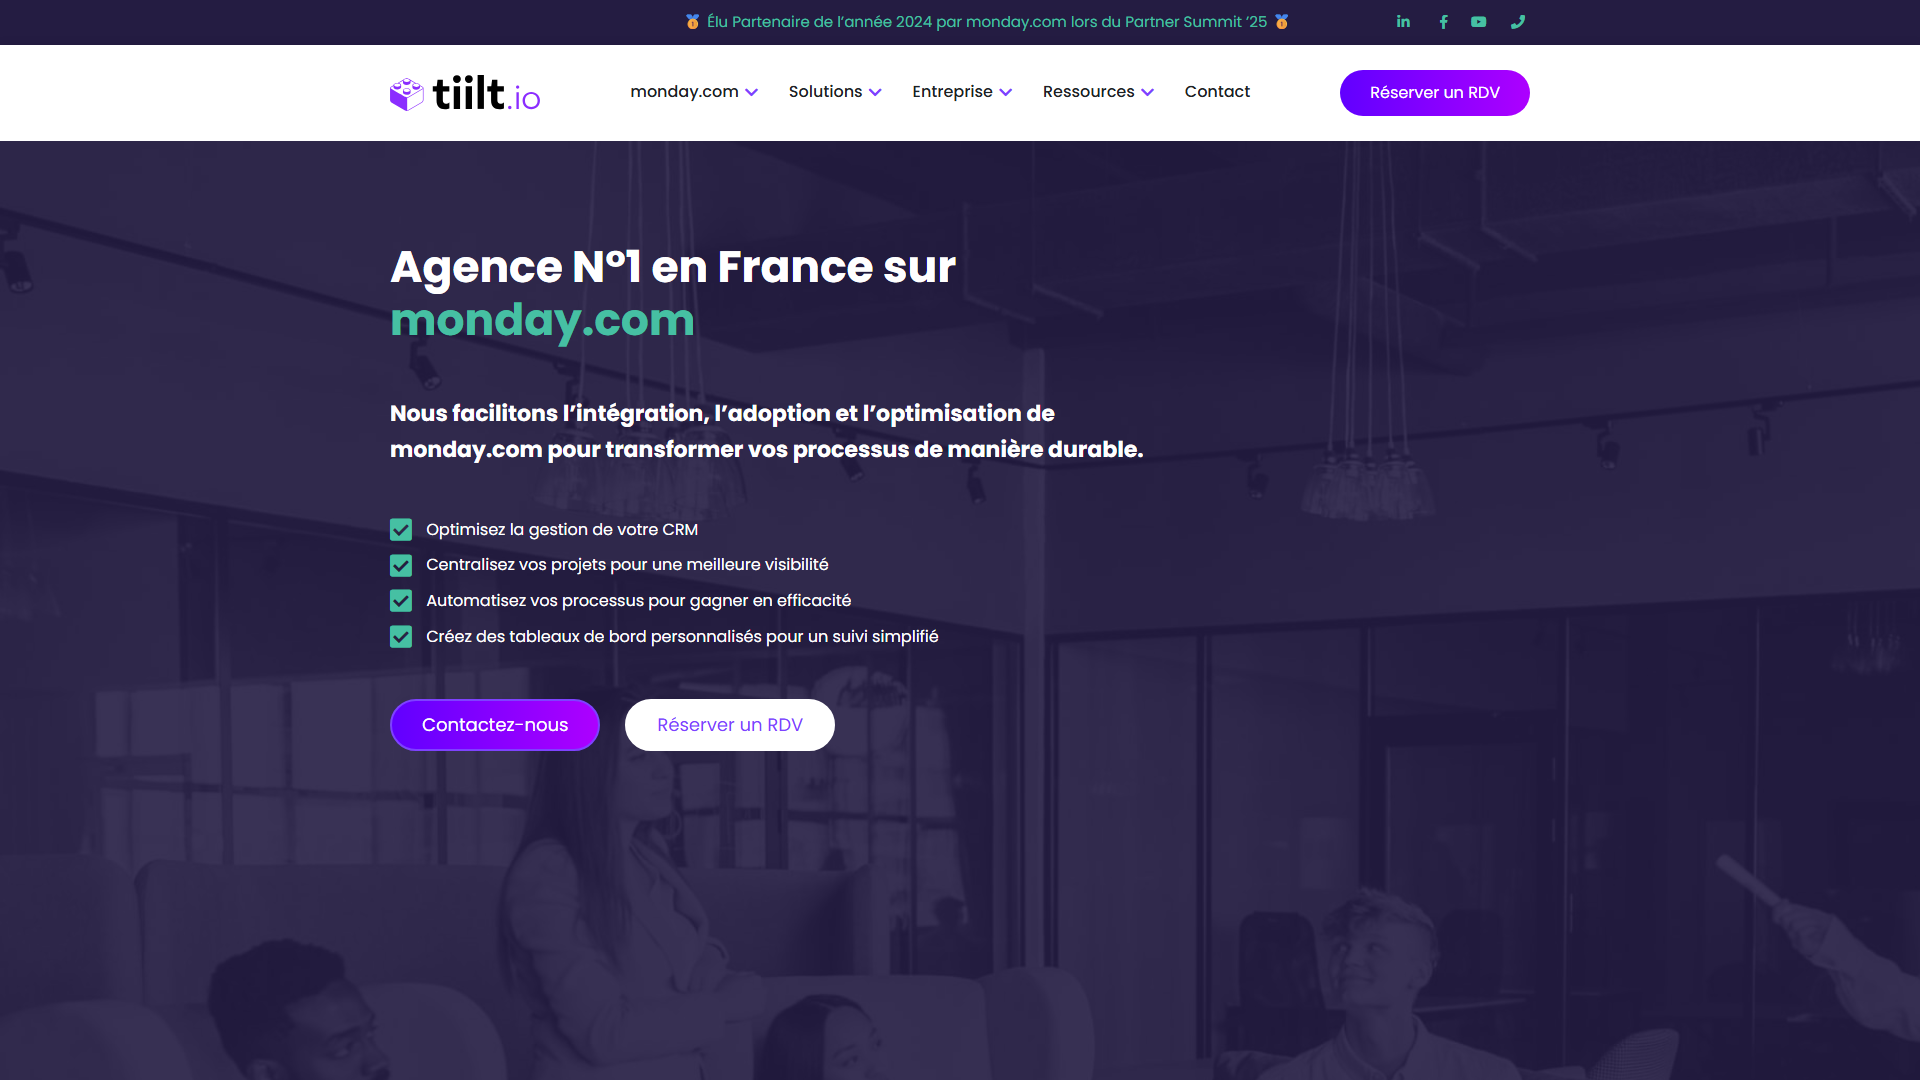 🏅 Élu Partenaire de l’année 2024 par monday.com lors du Partner Summit ’25 🏅
tiilt.io
monday.com
Solutions
Entreprise
Ressources
Contact
Réserver un RDV
Agence N°1 en France sur
monday.com
Nous facilitons l’intégration, l’adoption et l’optimisation de
monday.com pour transformer vos processus de manière durable.
Optimisez la gestion de votre CRM
Centralisez vos projets pour une meilleure visibilité
Automatisez vos processus pour gagner en efficacité
Créez des tableaux de bord personnalisés pour un suivi simplifié
Contactez-nous
Réserver un RDV